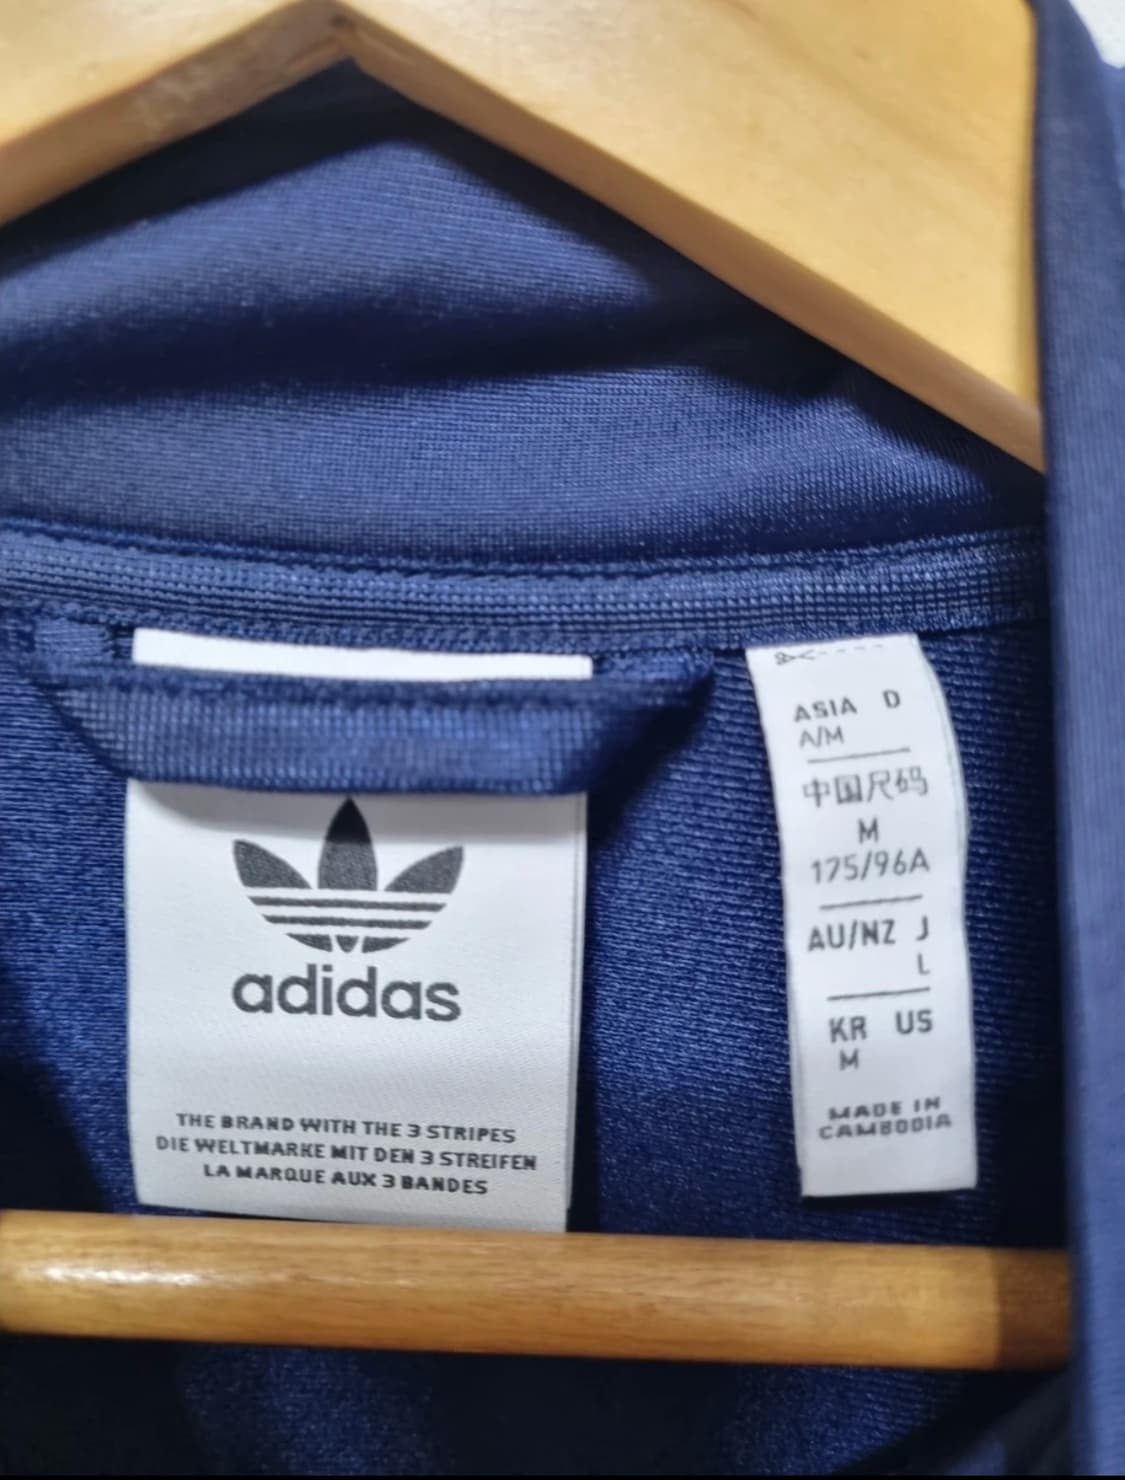 adidas
THE BRAND WITH THE 3 STRIPES
DIE WELTMARKE MIT DEN 3 STREIFEN
LA MARQUE AUX 3 BANDES
ASIA D
A/M
中国尺码
M
175/96A
AU/NZ J
L
KR US
M
MADE IN
CAMBODIA